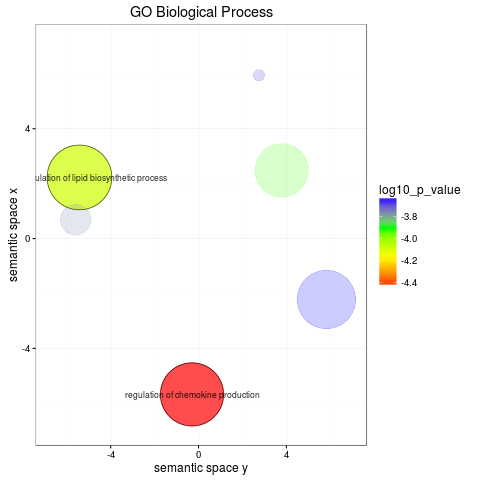 GO Biological Process
semantic space x
4
0
-4
ulation of lipid biosynthetic process
regulation of chemokine production
-4
0
4
semantic space y
log10_p_value
-3.8
-4.0
-4.2
-4.4